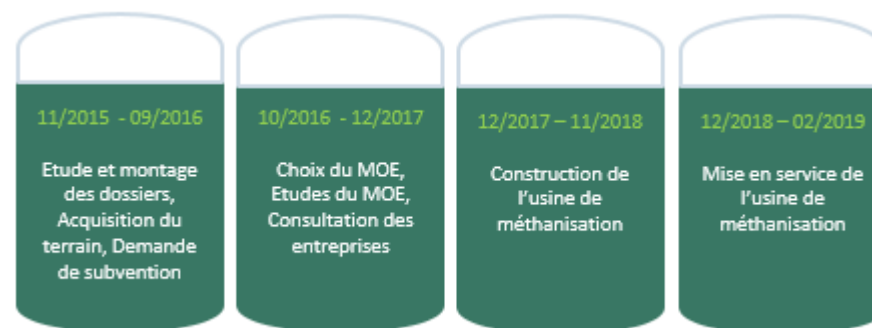 11/2015 - 09/2016
Etude et montage
des dossiers,
Acquisition du
terrain, Demande
de subvention
10/2016 - 12/2017
Choix du MOE,
Etudes du MOE,
Consultation des
entreprises
12/2017 – 11/2018
Construction de
l'usine de
méthanisation
12/2018 – 02/2019
Mise en service de
l'usine de
méthanisation